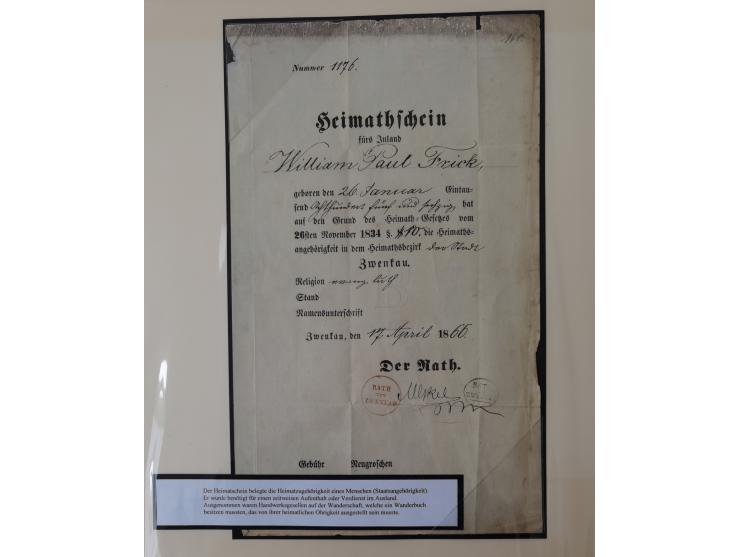 Nummer 1176.
Heimathschein
fürs Inland
William Paul Frick,
geboren den 26. Januar Eintau-
send Achthundert fünf und sechzig, hat
auf den Grund des Heimath-Gesetzes vom
26sten November 1834 §. 10, die Heimaths-
angehörigkeit in dem Heimathsbezirk der Stadt
Zwenkau.
Religion evang. luth
Stand
Namensunterschrift
Zwenkau, den 17 April 1866.
Der Rath.
RATH
ZWENKAU
Gebühr Neugroschen
Der Heimatschein belegte die Heimatzugehörigkeit eines Menschen (Staatsangehörigkeit).
Er wurde benötigt für einen zeitweisen Aufenthalt oder Verdienst im Ausland.
Ausgenommen waren Handwerksgesellen auf der Wanderschaft, welche ein Wanderbuch
besitzen mussten, das von ihrer heimatlichen Obrigkeit ausgestellt sein musste.